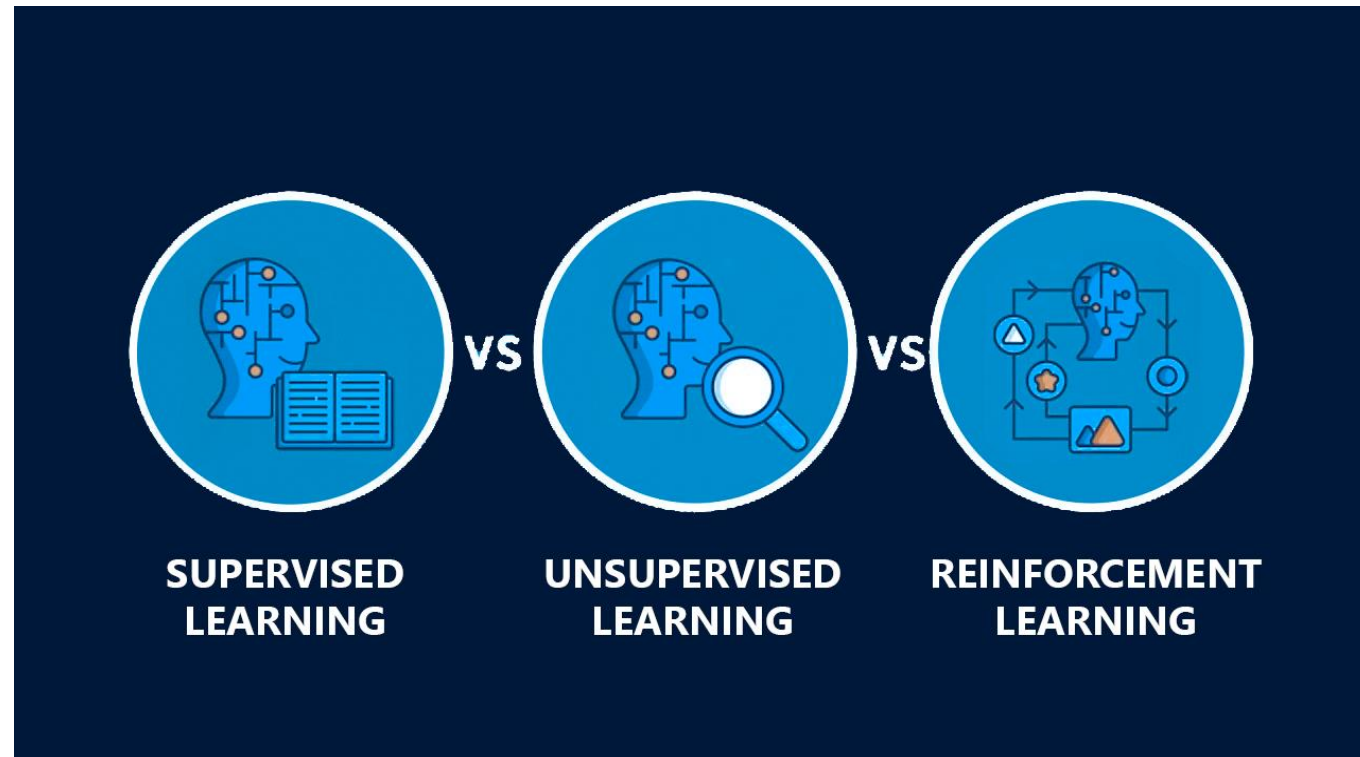 VS
VS
SUPERVISED
LEARNING
UNSUPERVISED
LEARNING
REINFORCEMENT
LEARNING